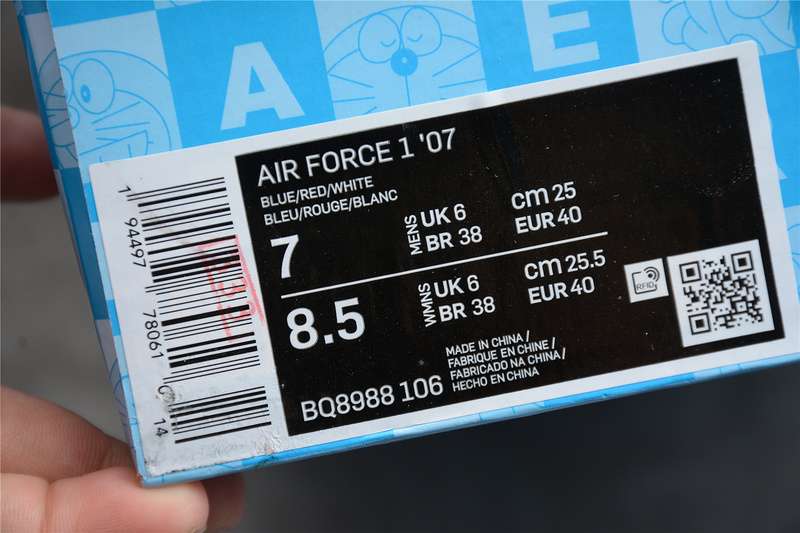 A
E
AIR FORCE 1 '07
BLUE/RED/WHITE
BLEU/ROUGE/BLANC
7
MENS
UK 6
BR 38
cm 25
EUR 40
8.5
WMNS
UK 6
BR 38
cm 25.5
EUR 40
RFID
BQ8988 106
MADE IN CHINA /
FABRIQUE EN CHINE /
FABRICADO NA CHINA /
HECHO EN CHINA
1 94497 78061 0 14